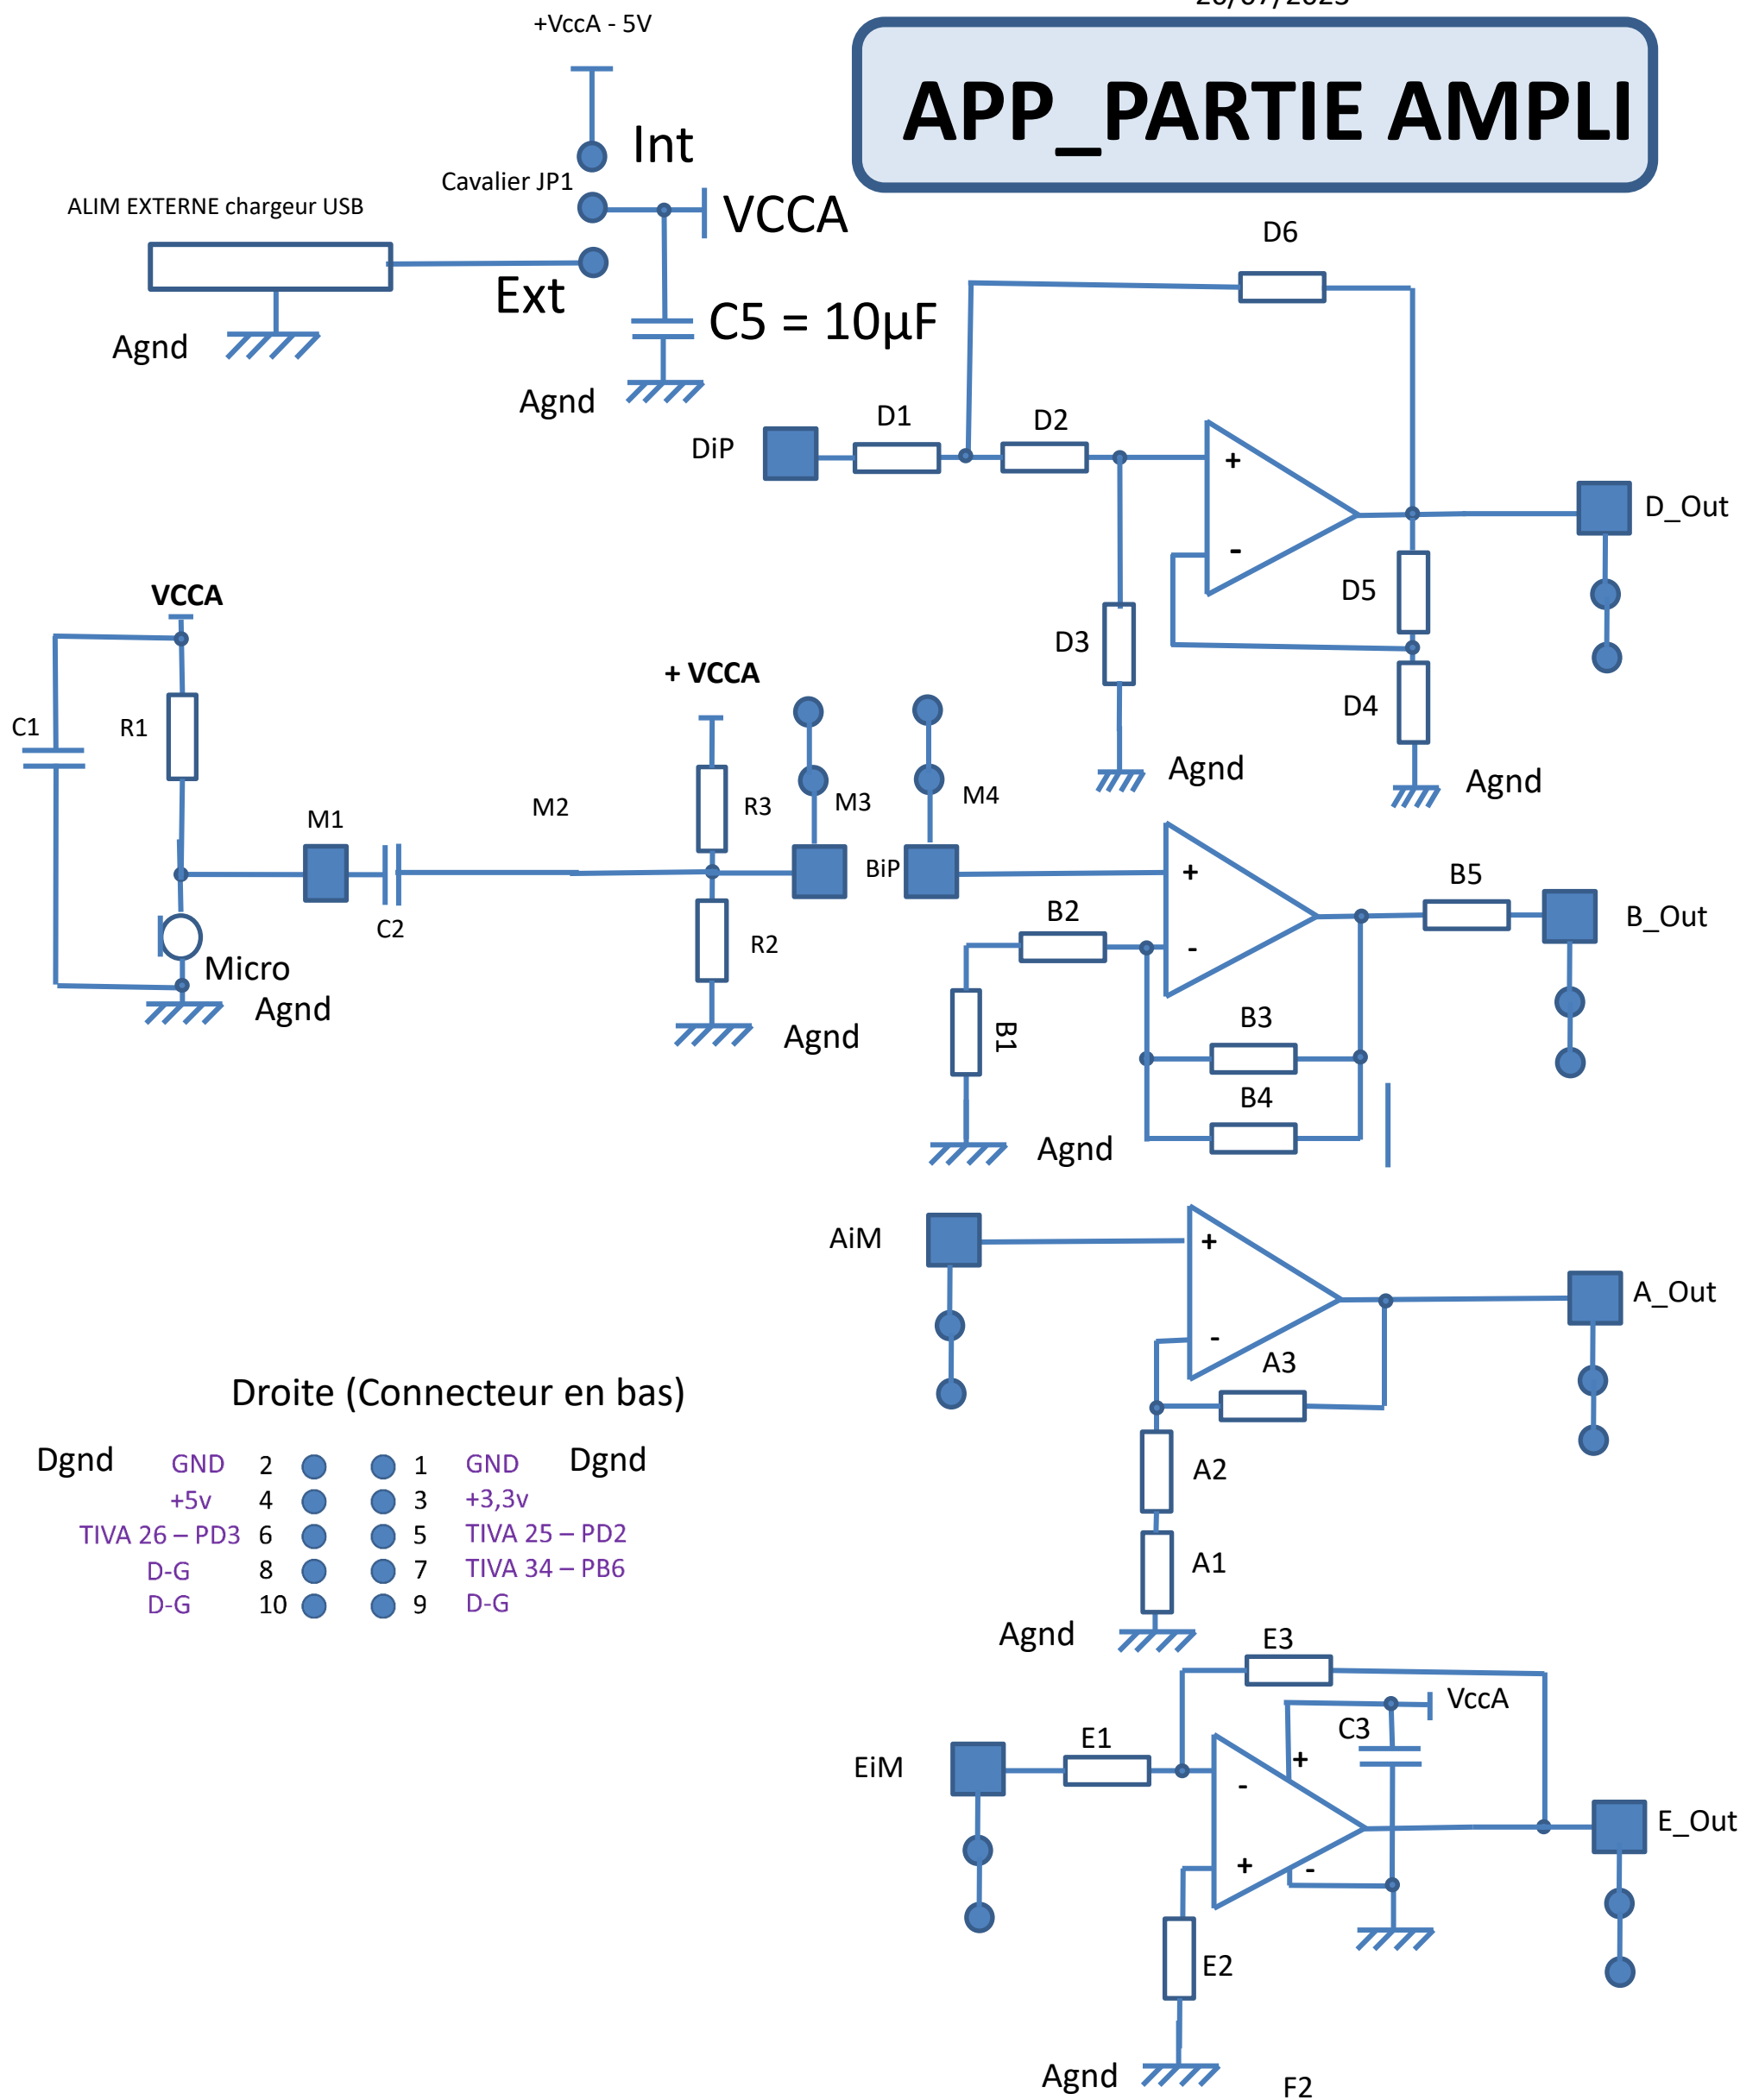 +VccA - 5V
APP_PARTIE AMPLI
Int
Cavalier JP1
ALIM EXTERNE chargeur USB
VCCA
Ext
C5 = 10µF
Agnd
Agnd
D6
D1
D2
DiP
+
-
D_Out
D5
D3
D4
Agnd
Agnd
VCCA
C1
R1
M1
C2
M2
Micro
Agnd
+ VCCA
R3
M3
M4
R2
Agnd
BiP
+
-
B2
B5
B_Out
B1
B3
B4
Agnd
AiM
+
-
A_Out
A3
A2
A1
Agnd
Droite (Connecteur en bas)
Dgnd GND 2 1 GND Dgnd
+5v 4 3 +3,3v
TIVA 26 – PD3 6 5 TIVA 25 – PD2
D-G 8 7 TIVA 34 – PB6
D-G 10 9 D-G
E3
VccA
C3
E1
EiM
+
-
+
-
E_Out
E2
Agnd
F2